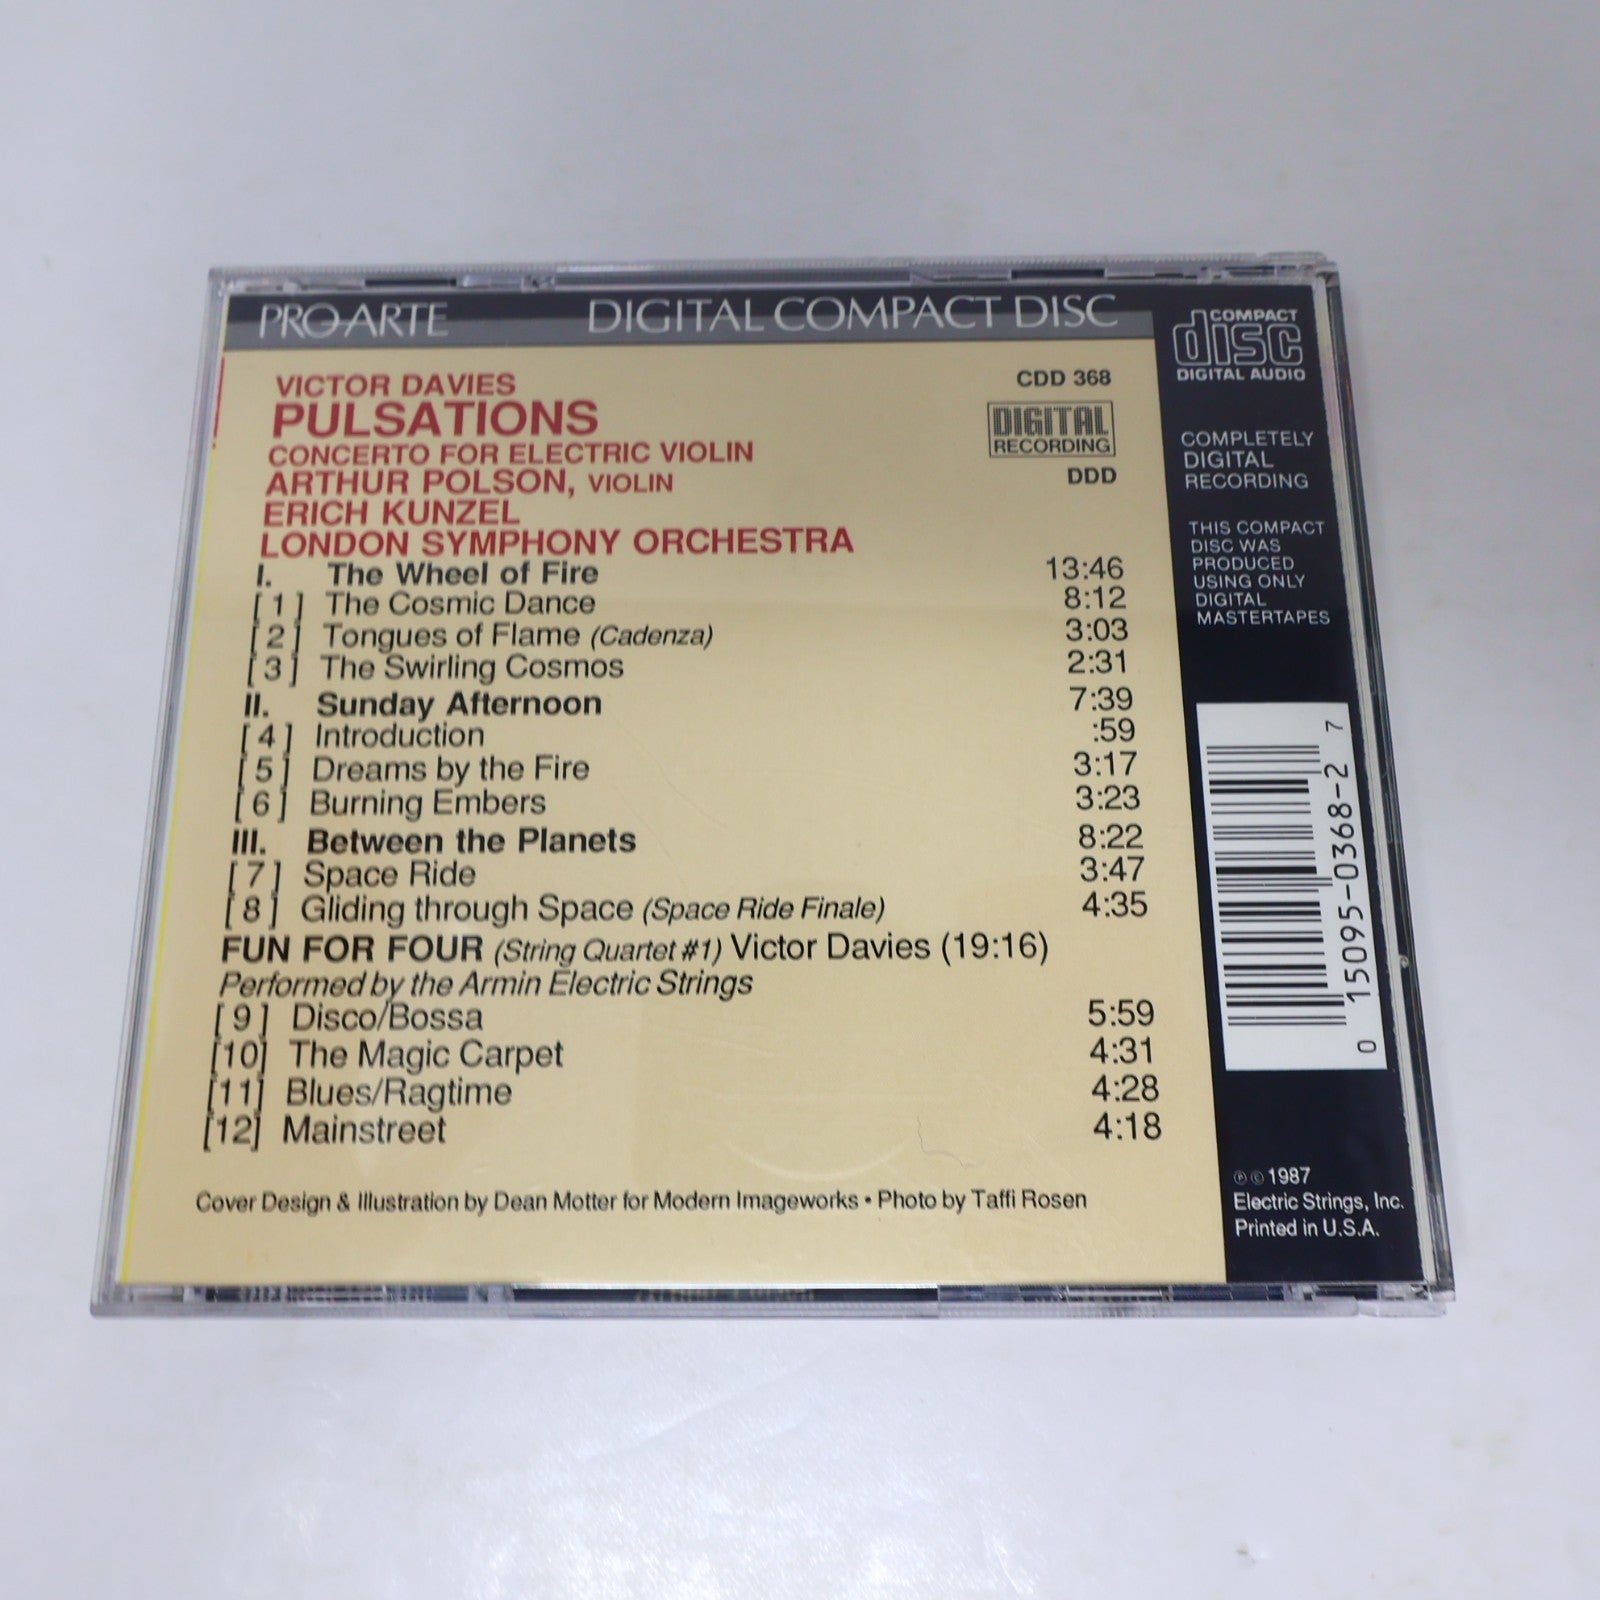 PRO-ARTE DIGITAL COMPACT DISC
VICTOR DAVIES
PULSATIONS
CONCERTO FOR ELECTRIC VIOLIN
ARTHUR POLSON, VIOLIN
ERICH KUNZEL
LONDON SYMPHONY ORCHESTRA
CDD 368
DIGITAL
RECORDING
DDD
I. The Wheel of Fire 13:46
[1] The Cosmic Dance 8:12
[2] Tongues of Flame (Cadenza) 3:03
[3] The Swirling Cosmos 2:31
II. Sunday Afternoon 7:39
[4] Introduction :59
[5] Dreams by the Fire 3:17
[6] Burning Embers 3:23
III. Between the Planets 8:22
[7] Space Ride 3:47
[8] Gliding through Space (Space Ride Finale) 4:35
FUN FOR FOUR (String Quartet #1) Victor Davies (19:16)
Performed by the Armin Electric Strings
[9] Disco/Bossa 5:59
[10] The Magic Carpet 4:31
[11] Blues/Ragtime 4:28
[12] Mainstreet 4:18
Cover Design & Illustration by Dean Motter for Modern Imageworks • Photo by Taffi Rosen
COMPACT
disc
DIGITAL AUDIO
COMPLETELY
DIGITAL
RECORDING
THIS COMPACT
DISC WAS
PRODUCED
USING ONLY
DIGITAL
MASTERTAPES
0 15095-0368-2 7
℗ © 1987
Electric Strings, Inc.
Printed in U.S.A.